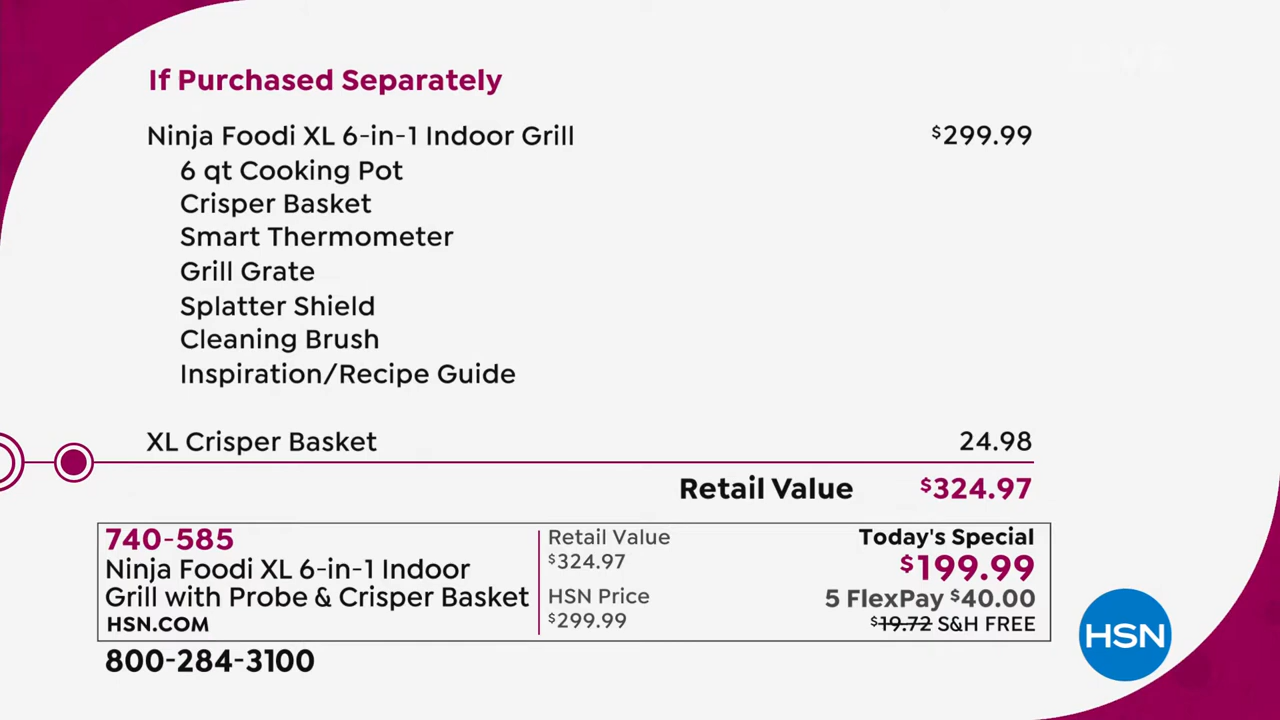 If Purchased Separately
Ninja Foodi XL 6-in-1 Indoor Grill $299.99
6 qt Cooking Pot
Crisper Basket
Smart Thermometer
Grill Grate
Splatter Shield
Cleaning Brush
Inspiration/Recipe Guide
XL Crisper Basket 24.98
Retail Value $324.97
740-585
Ninja Foodi XL 6-in-1 Indoor
Grill with Probe & Crisper Basket
HSN.COM
Retail Value
$324.97
HSN Price
$299.99
Today's Special
$199.99
5 FlexPay $40.00
$19.72 S&H FREE
HSN
800-284-3100